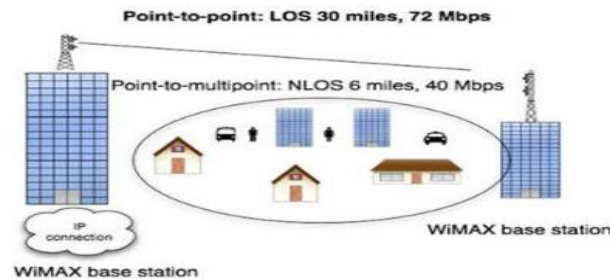 Point-to-point: LOS 30 miles, 72 Mbps
Point-to-multipoint: NLOS 6 miles, 40 Mbps
IP
connection
WiMAX base station
WiMAX base station